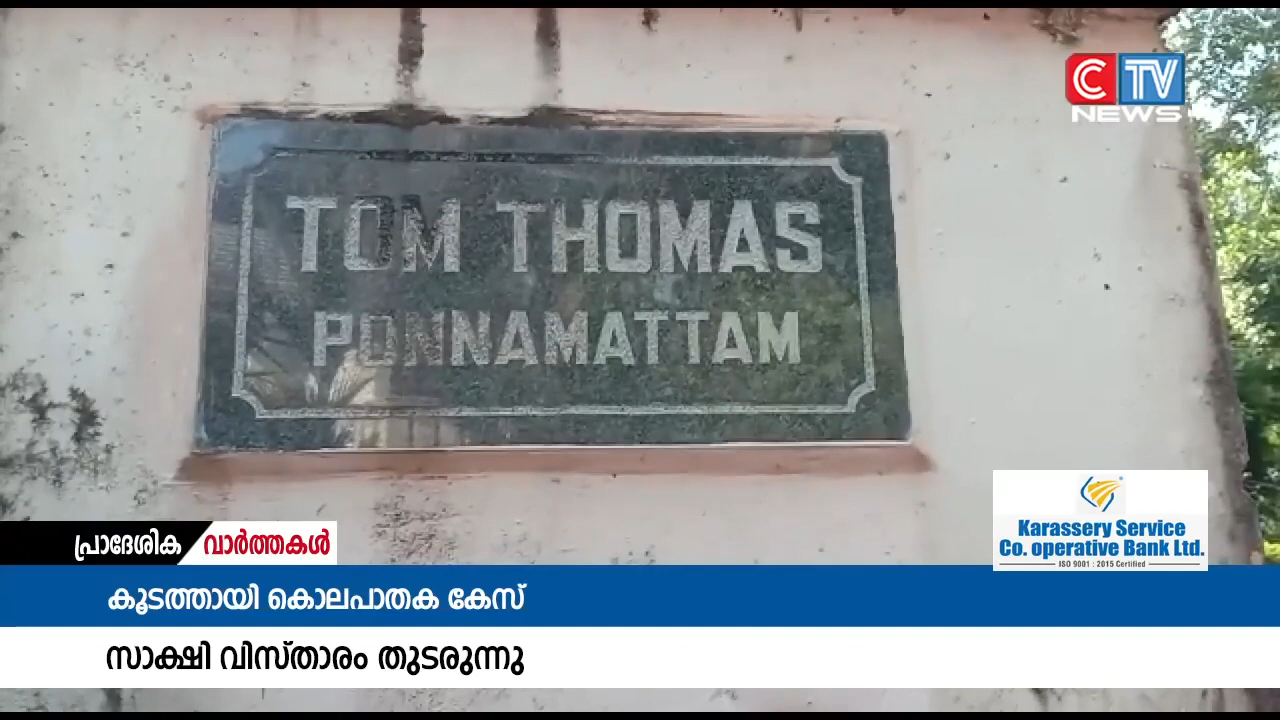 CTV
NEWS
TOM THOMAS
PONNAMATTAM
Karassery Service
Co. operative Bank Ltd.
ISO 9001 : 2015 Certified
പ്രാദേശിക വാർത്തകൾ
കൂടത്തായി കൊലപാതക കേസ്
സാക്ഷി വിസ്താരം തുടരുന്നു